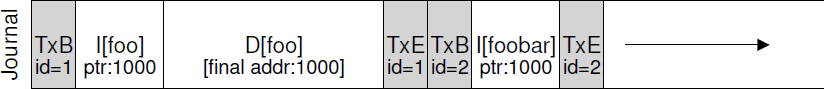 Journal
TxB
id=1
I[foo]
ptr:1000
D[foo]
[final addr:1000]
TxE
id=1
TxB
id=2
I[foobar]
ptr:1000
TxE
id=2